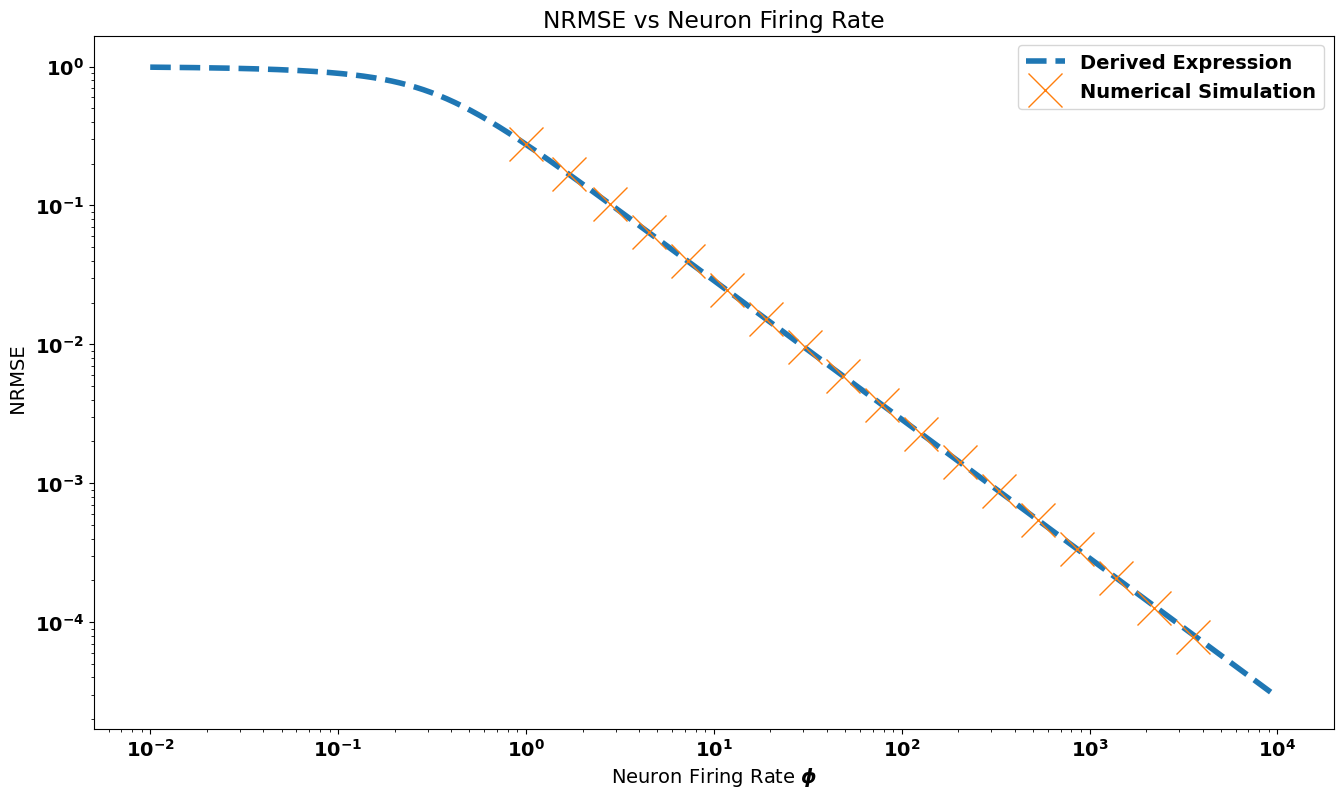 NRMSE vs Neuron Firing Rate
Derived Expression
Numerical Simulation
10⁰
10⁻¹
10⁻²
10⁻³
10⁻⁴
NRMSE
10⁻² 10⁻¹ 10⁰ 10¹ 10² 10³ 10⁴
Neuron Firing Rate ϕ